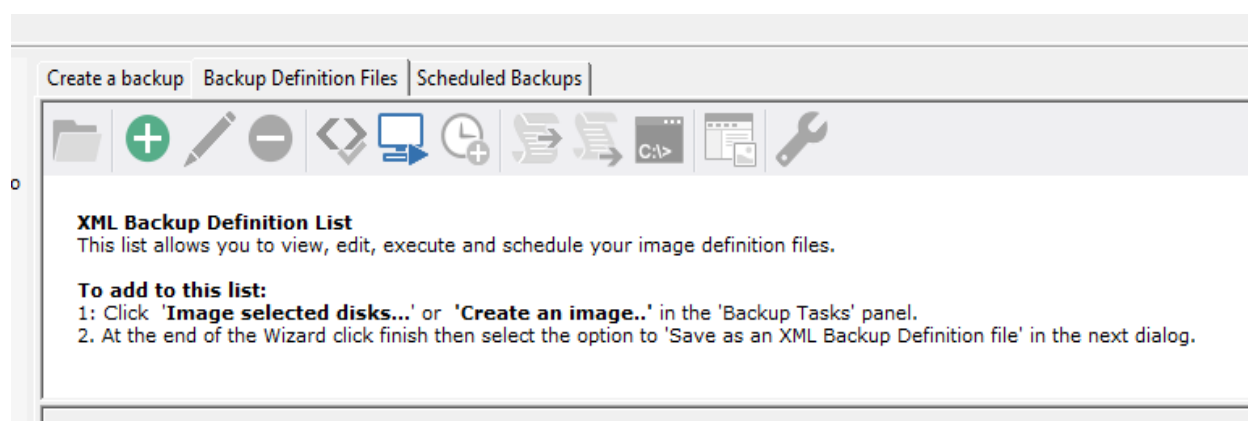 Create a backup Backup Definition Files Scheduled Backups
C:\>
o
XML Backup Definition List
This list allows you to view, edit, execute and schedule your image definition files.
To add to this list:
1: Click 'Image selected disks...' or 'Create an image..' in the 'Backup Tasks' panel.
2. At the end of the Wizard click finish then select the option to 'Save as an XML Backup Definition file' in the next dialog.